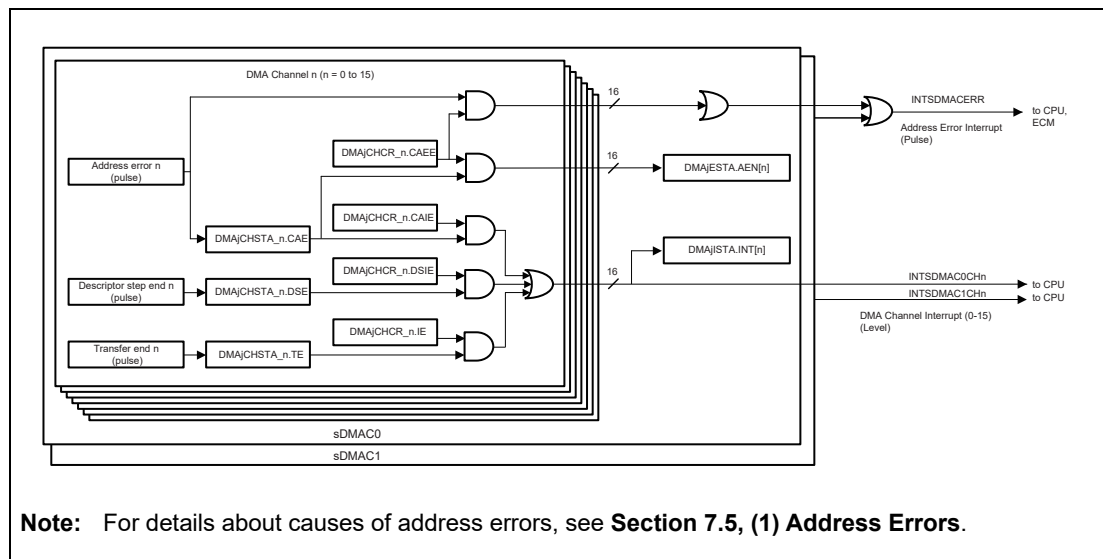 DMA Channel n (n = 0 to 15)
16
INTSDMACERR
to CPU,
ECM
Address Error Interrupt
(Pulse)
DMAjCHCR_n.CAEE
16
Address error n
(pulse)
DMAjESTA.AEN[n]
DMAjCHCR_n.CAIE
DMAjCHSTA_n.CAE
DMAjISTA.INT[n]
DMAjCHCR_n.DSIE
16
INTSDMAC0CHn
to CPU
Descriptor step end n
(pulse)
DMAjCHSTA_n.DSE
INTSDMAC1CHn
to CPU
DMA Channel Interrupt (0-15)
(Level)
DMAjCHCR_n.IE
Transfer end n
(pulse)
DMAjCHSTA_n.TE
sDMAC0
sDMAC1
Note: For details about causes of address errors, see Section 7.5, (1) Address Errors.